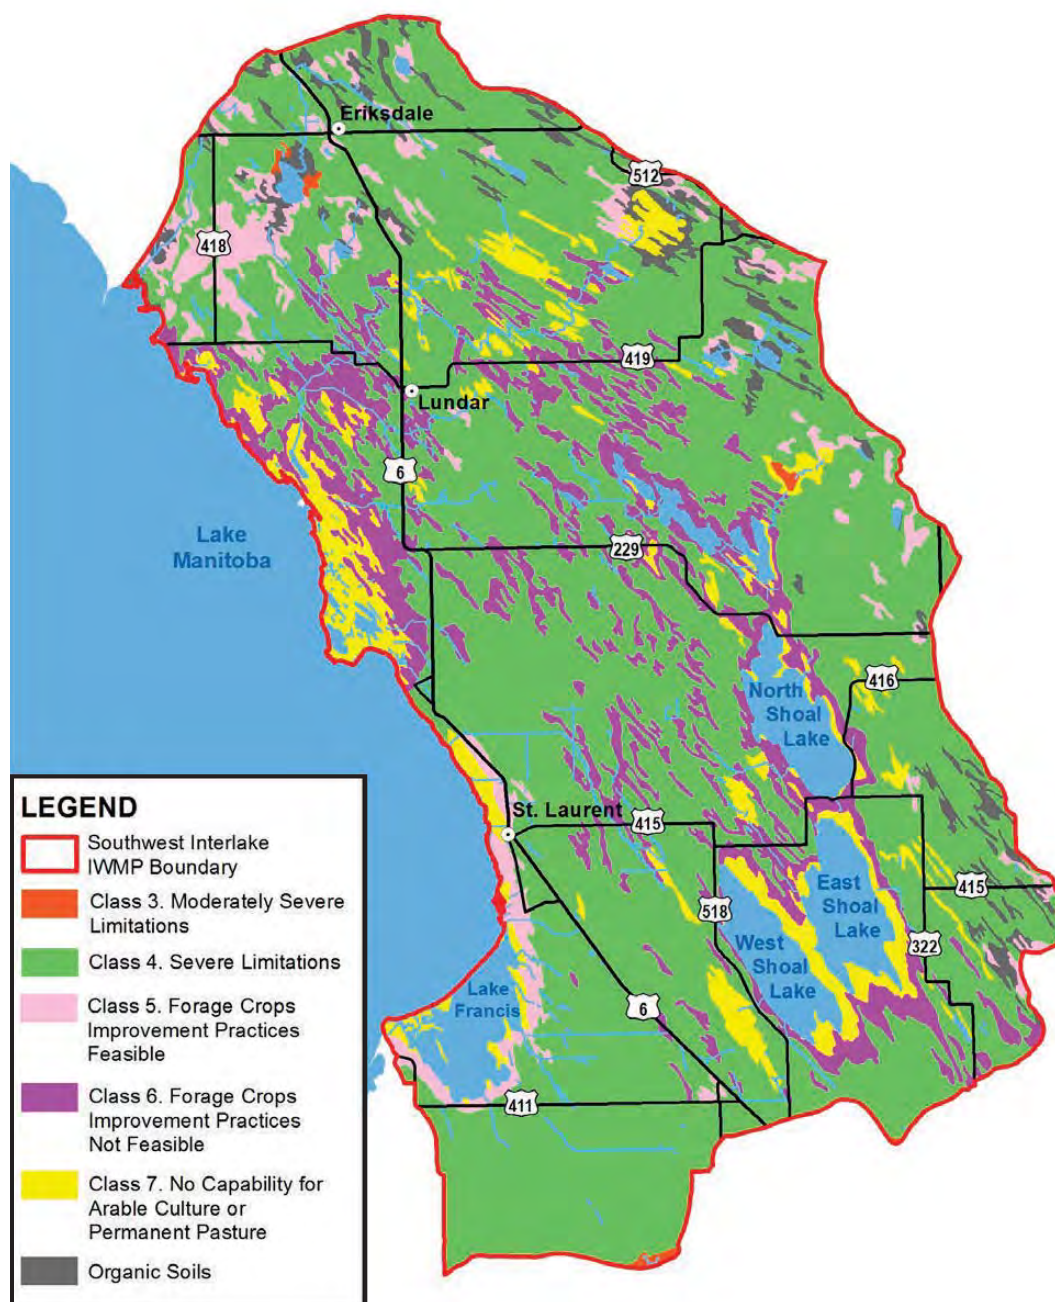 Eriksdale
512
418
419
Lundar
6
Lake
Manitoba
229
416
North
Shoal
Lake
St. Laurent
415
East
Shoal
Lake
415
518
322
West
Shoal
Lake
Lake
Francis
6
411
LEGEND
Southwest Interlake
IWMP Boundary
Class 3. Moderately Severe
Limitations
Class 4. Severe Limitations
Class 5. Forage Crops
Improvement Practices
Feasible
Class 6. Forage Crops
Improvement Practices
Not Feasible
Class 7. No Capability for
Arable Culture or
Permanent Pasture
Organic Soils